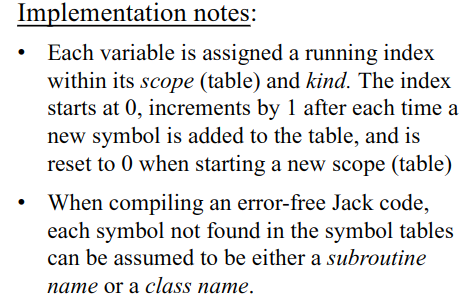 Implementation notes:
• Each variable is assigned a running index
within its scope (table) and kind. The index
starts at 0, increments by 1 after each time a
new symbol is added to the table, and is
reset to 0 when starting a new scope (table)
• When compiling an error-free Jack code,
each symbol not found in the symbol tables
can be assumed to be either a subroutine
name or a class name.